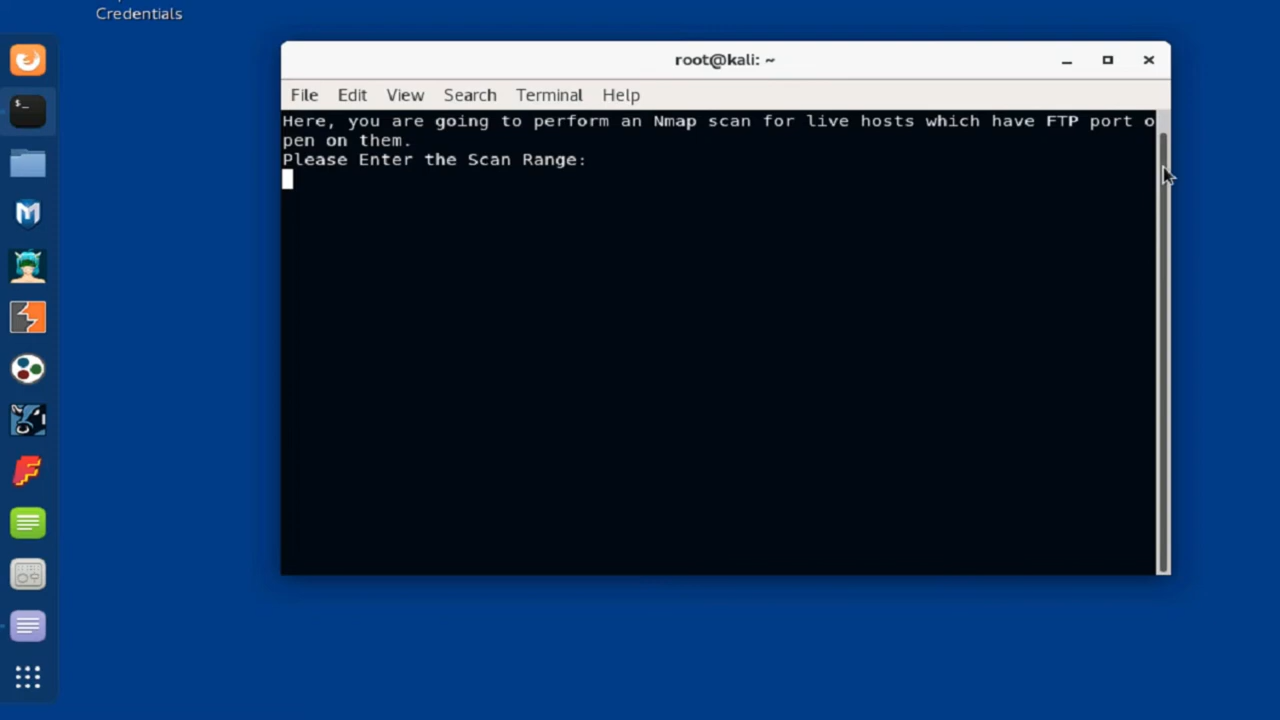 Credentials
root@kali: ~
File Edit View Search Terminal Help
Here, you are going to perform an Nmap scan for live hosts which have FTP port o
pen on them.
Please Enter the Scan Range:
$_